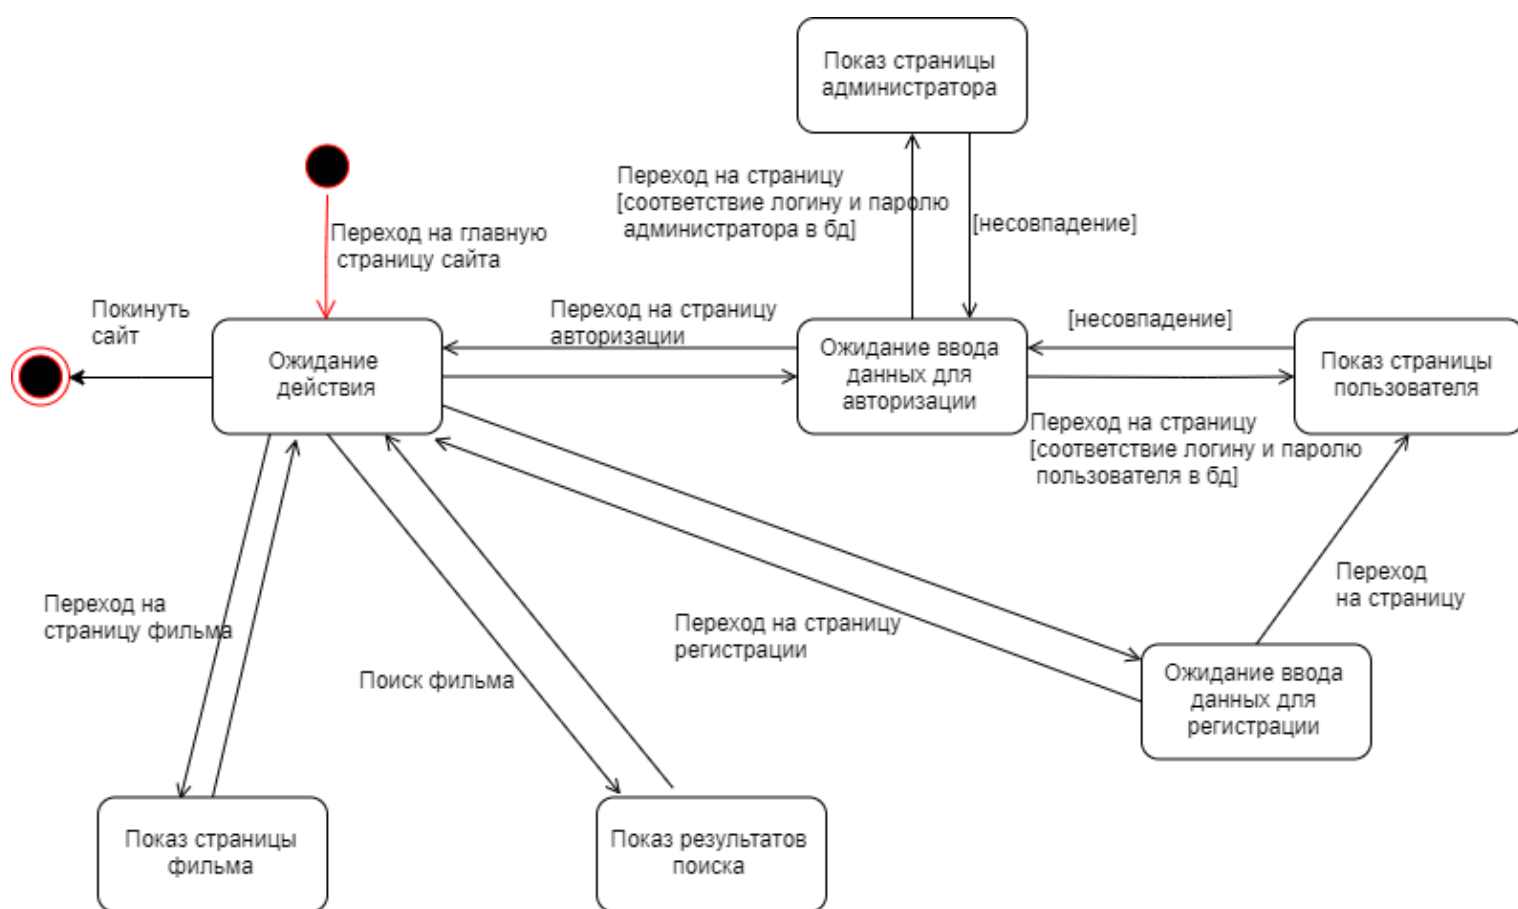 Показ страницы
администратора
Переход на страницу
[соответствие логину и паролю
администратора в бд]
[несовпадение]
Переход на главную
страницу сайта
Покинуть
сайт
Ожидание
действия
Переход на страницу
авторизации
Ожидание ввода
данных для
авторизации
[несовпадение]
Показ страницы
пользователя
Переход на страницу
[соответствие логину и паролю
пользователя в бд]
Переход
на страницу
Переход на
страницу фильма
Поиск фильма
Переход на страницу
регистрации
Ожидание ввода
данных для
регистрации
Показ страницы
фильма
Показ результатов
поиска